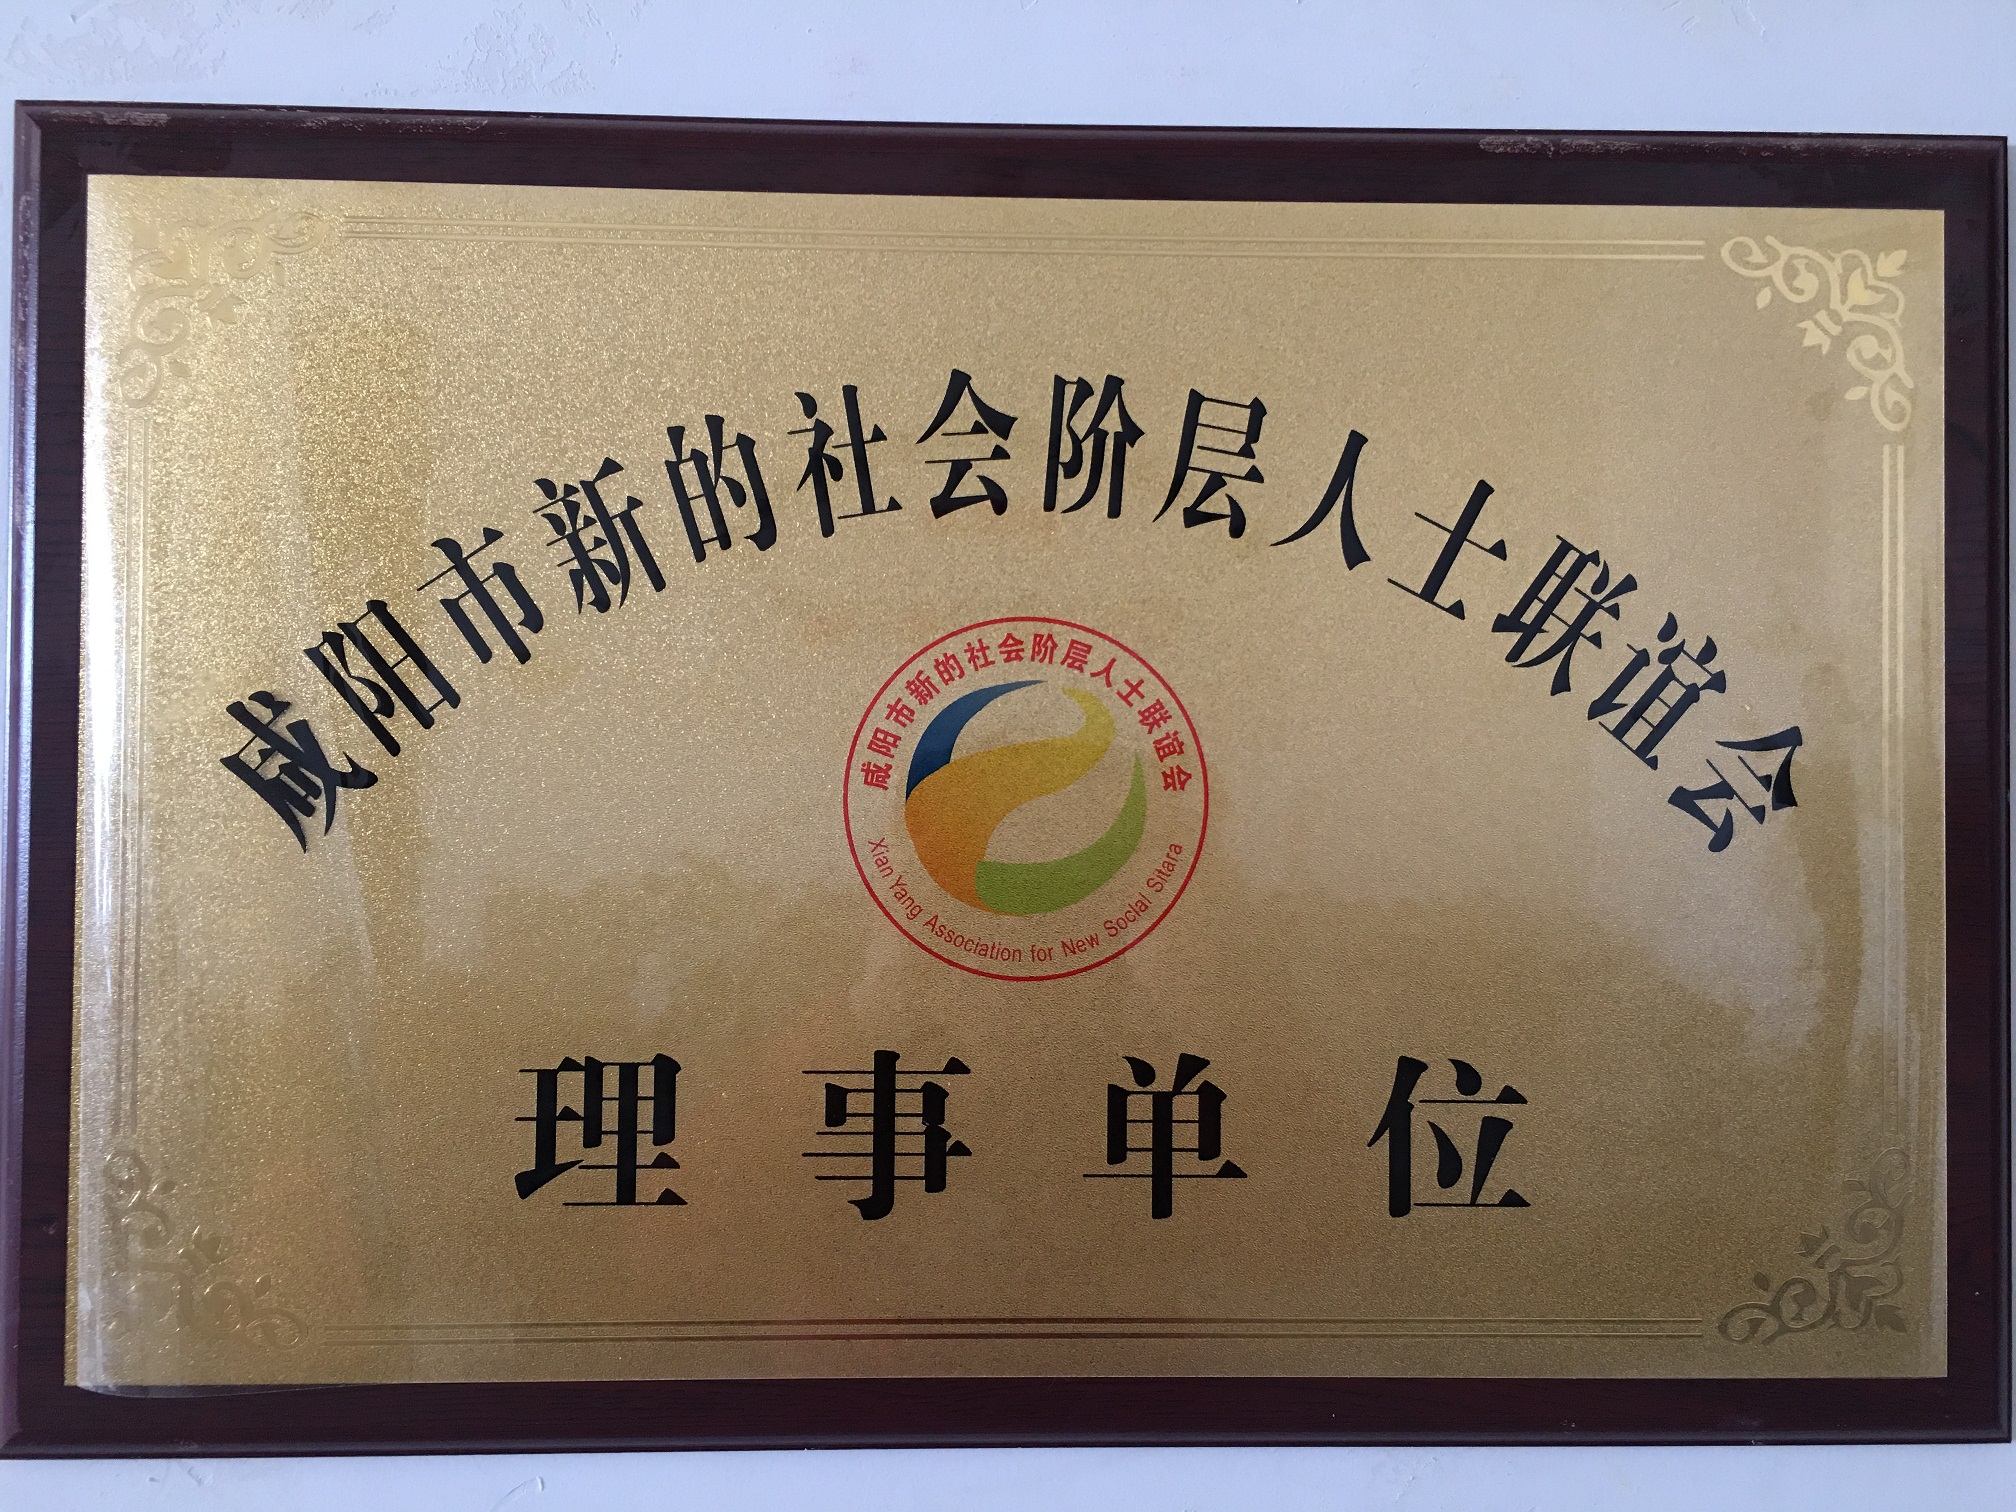 咸阳市新的社会阶层人士联谊会
咸阳市新的社会阶层人士联谊会
Xian Yang Association for New Soclal Sitara
理事单位